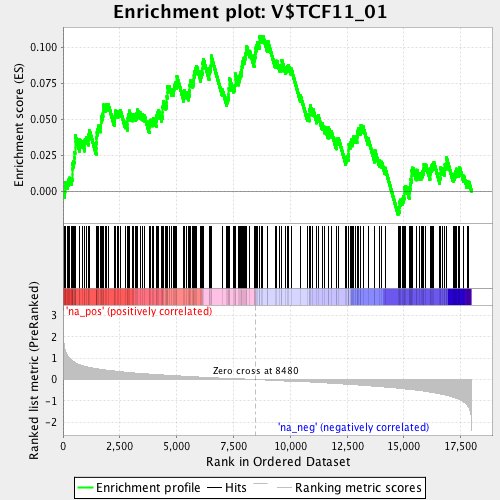 Enrichment plot: V$TCF11_01
Enrichment score (ES)
0.100
0.075
0.050
0.025
0.000
'na_pos' (positively correlated)
Ranked list metric (PreRanked)
3
2
1
0
-1
-2
Zero cross at 8480
'na_neg' (negatively correlated)
0
2,500
5,000
7,500
10,000
12,500
15,000
17,500
Rank in Ordered Dataset
Enrichment profile
Hits
Ranking metric scores